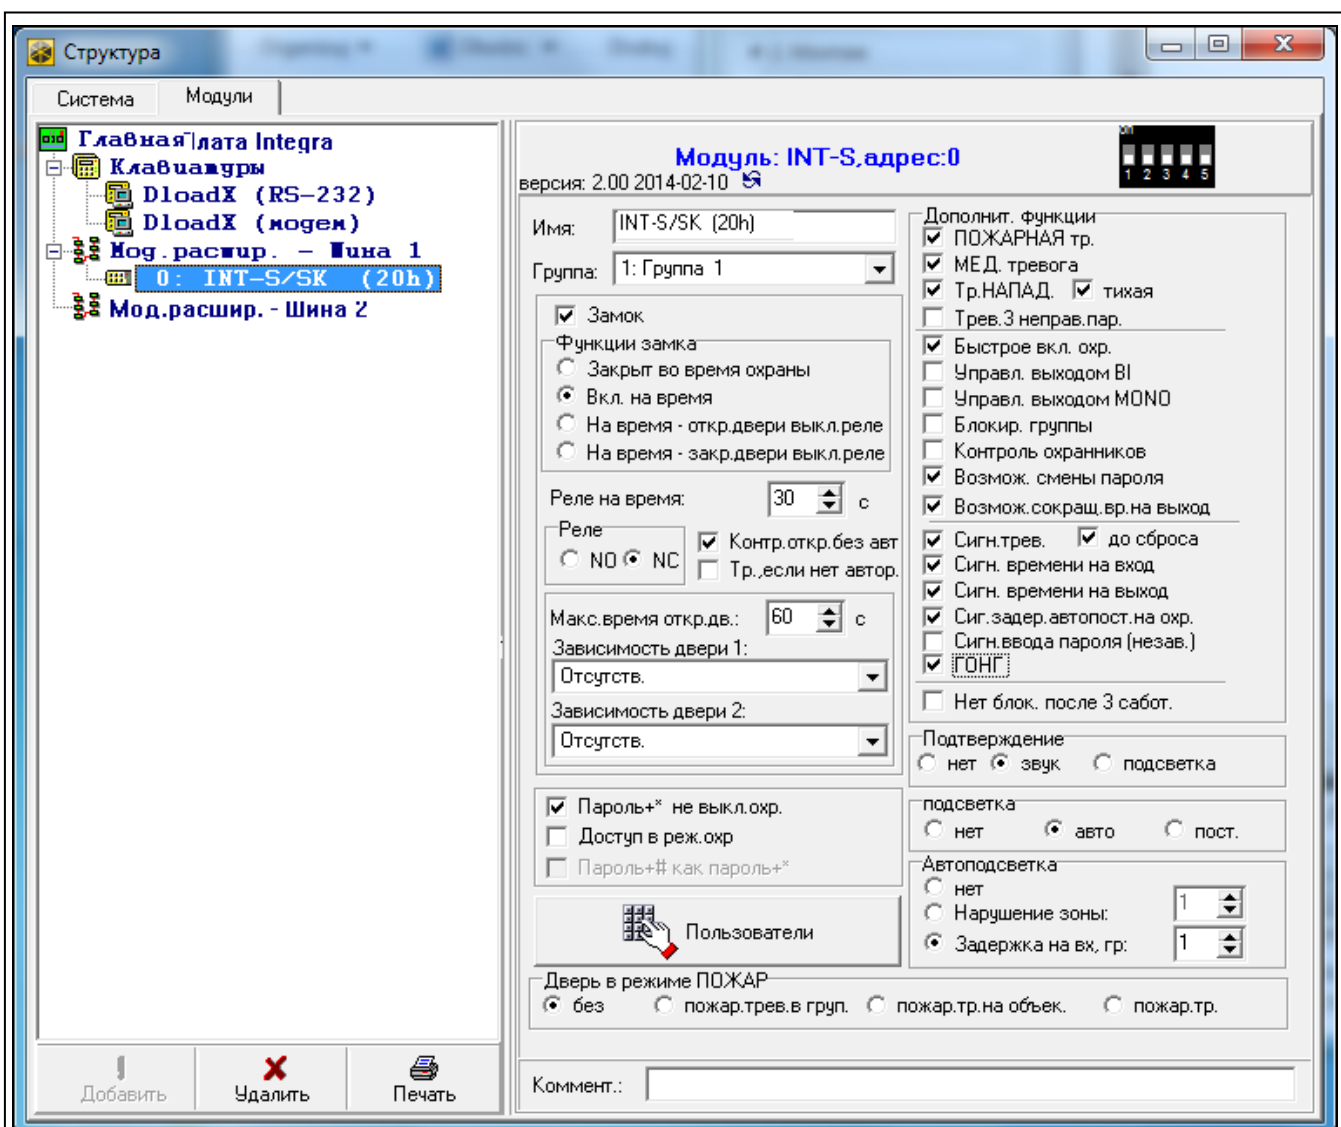 Структура
Система
Модули
Главная лата Integra
Клавиатуры
DloadX (RS-232)
DloadX (модем)
Мод.расшир. - Шина 1
0: INT-S/SK (20h)
Мод.расшир. - Шина 2
Добавить
Удалить
Печать
Модуль: INT-S,адрес:0
версия: 2.00 2014-02-10
on
1 2 3 4 5
Имя: INT-S/SK (20h)
Группа: 1: Группа 1
Замок
Функции замка
Закрыт во время охраны
Вкл. на время
На время - откр.двери выкл.реле
На время - закр.двери выкл.реле
Реле на время: 30 с
Реле
NO NC
Контр.откр.без авт
Тр.,если нет автор.
Макс.время откр.дв.: 60 с
Зависимость двери 1:
Отсутств.
Зависимость двери 2:
Отсутств.
Пароль+* не выкл.охр.
Доступ в реж.охр
Пароль+# как пароль+*
Пользователи
Дополнит. функции
ПОЖАРНАЯ тр.
МЕД. тревога
Тр.НАПАД. тихая
Трев.3 неправ.пар.
Быстрое вкл. охр.
Управл. выходом BI
Управл. выходом MONO
Блокир. группы
Контроль охранников
Возмож. смены пароля
Возмож.сокращ.вр.на выход
Сигн.трев. до сброса
Сигн. времени на вход
Сигн. времени на выход
Сиг.задер.автопост.на охр.
Сигн.ввода пароля (незав.)
ГОНГ
Нет блок. после 3 сабот.
Подтверждение
нет звук подсветка
подсветка
нет авто пост.
Автоподсветка
нет
Нарушение зоны: 1
Задержка на вх, гр: 1
Дверь в режиме ПОЖАР
без пожар.трев.в груп. пожар.тр.на объек. пожар.тр.
Коммент.: